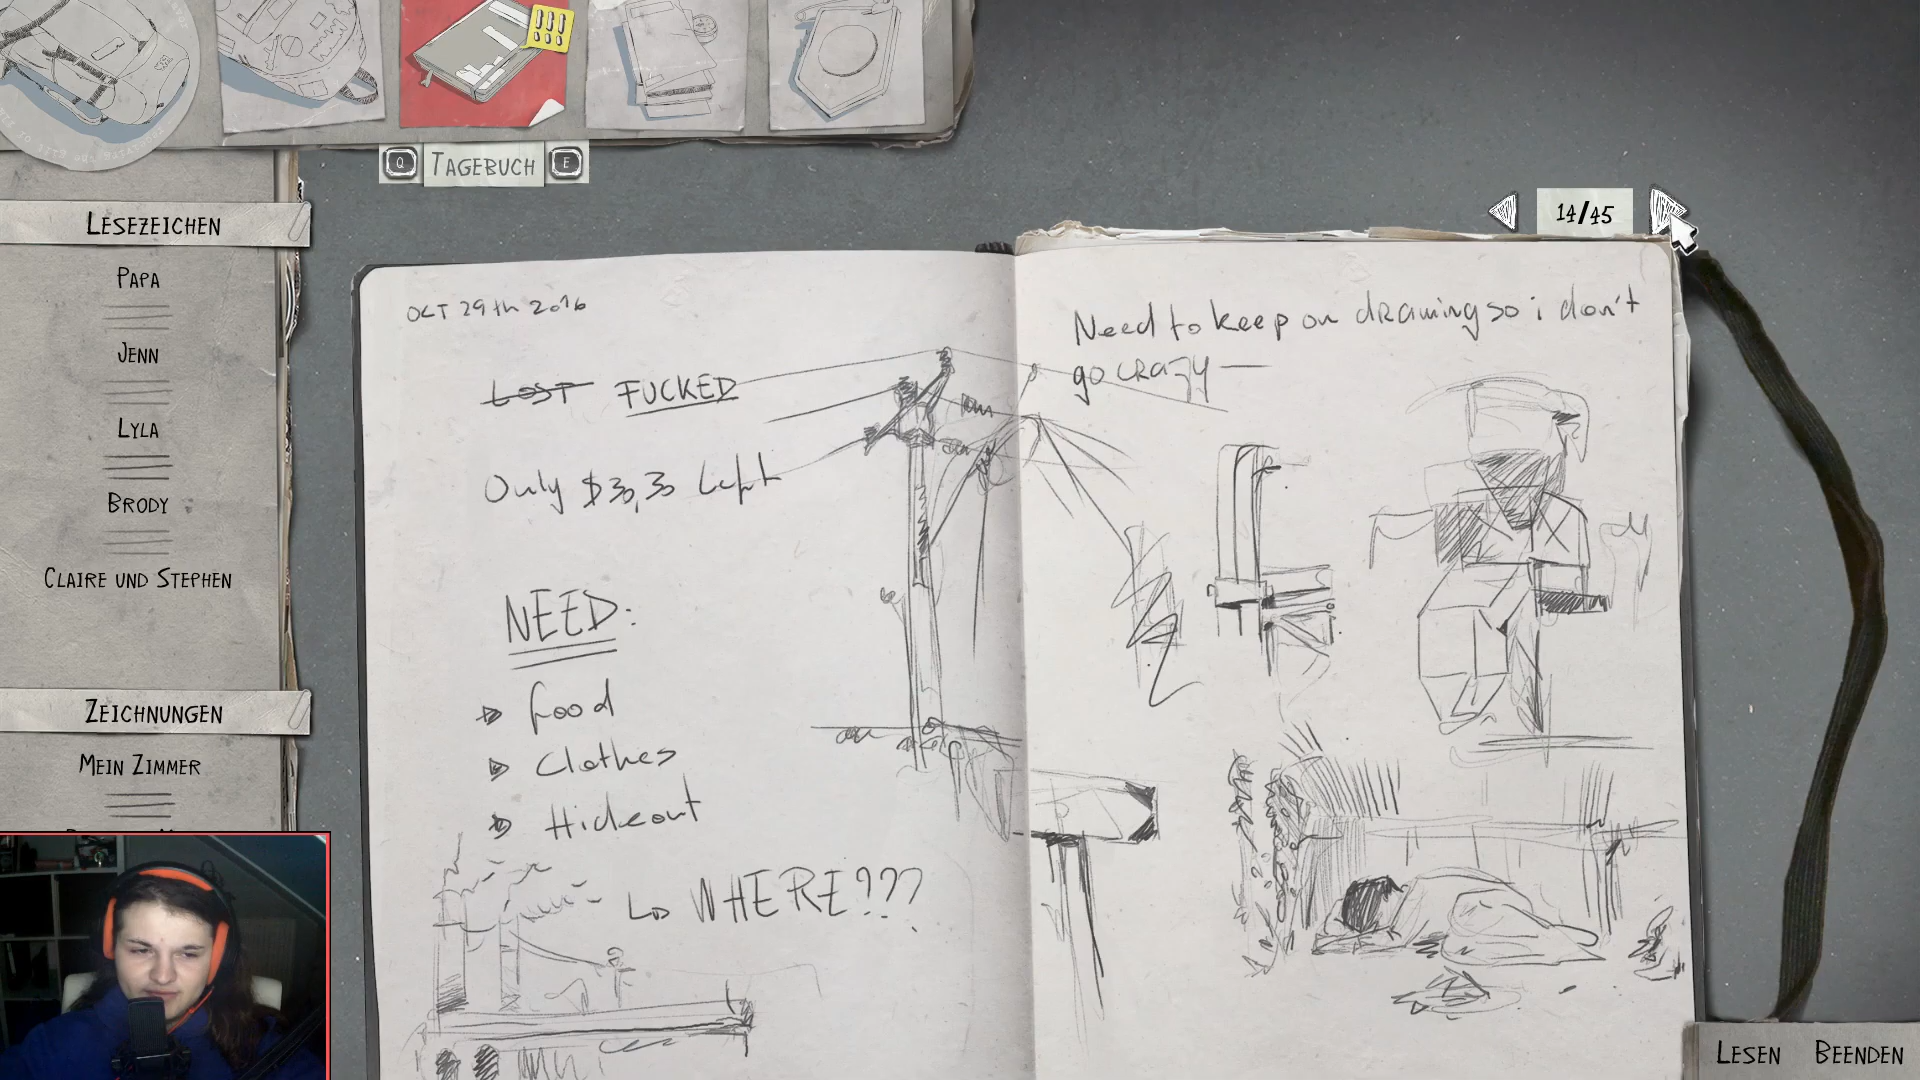 Q TAGEBUCH E
LESEZEICHEN
PAPA
JENN
LYLA
BRODY
CLAIRE UND STEPHEN
ZEICHNUNGEN
MEIN ZIMMER
14/45
OCT 29th 2016
LOST FUCKED
Only $30,30 left
NEED:
food
Clothes
Hideout
WHERE???
Need to keep on drawing so i don't
go crazy —
LESEN BEENDEN